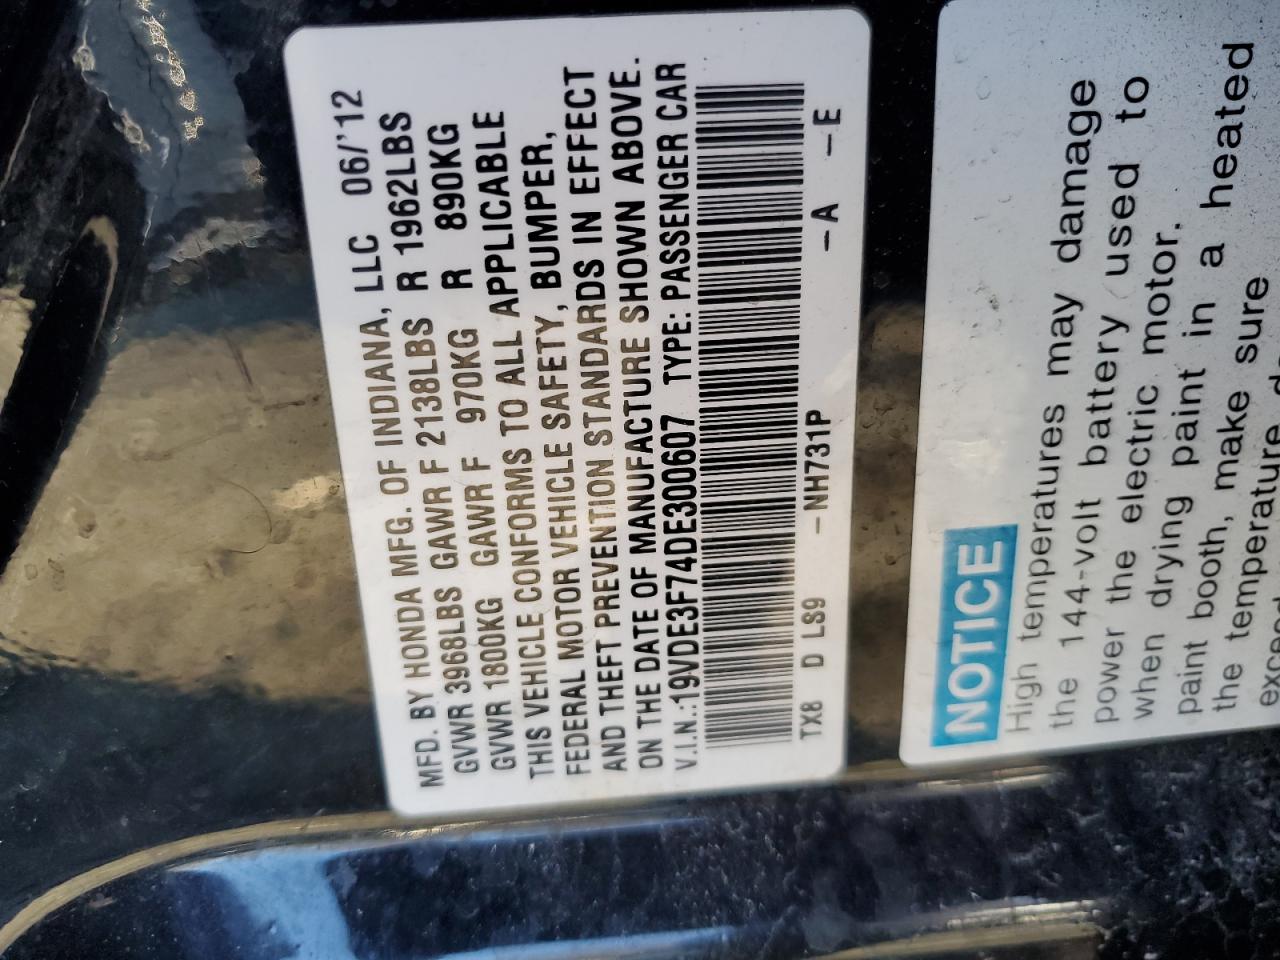 MFD. BY HONDA MFG. OF INDIANA, LLC 06/'12
GVWR 3968LBS GAWR F 2138LBS R 1962LBS
GVWR 1800KG GAWR F 970KG R 890KG
THIS VEHICLE CONFORMS TO ALL APPLICABLE
FEDERAL MOTOR VEHICLE SAFETY, BUMPER,
AND THEFT PREVENTION STANDARDS IN EFFECT
ON THE DATE OF MANUFACTURE SHOWN ABOVE.
V.I.N.:19VDE3F74DE300607 TYPE: PASSENGER CAR
TX8 D LS9 -NH731P -A -E
NOTICE
High temperatures may damage
the 144-volt battery used to
power the electric motor.
when drying paint in a heated
paint booth, make sure
the temperature
exceed